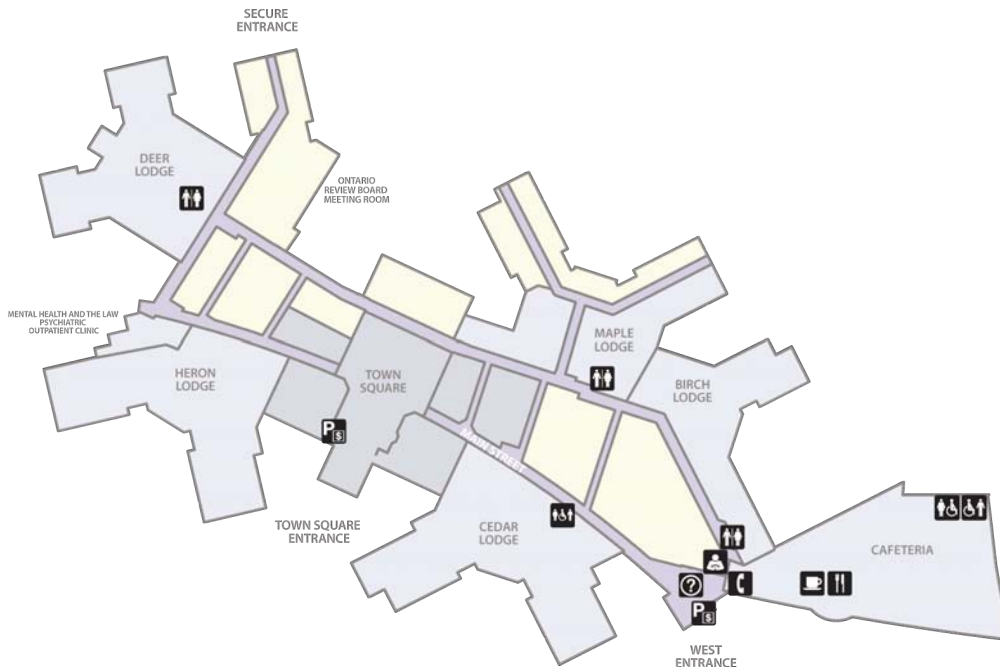 SECURE
ENTRANCE
DEER
LODGE
ONTARIO
REVIEW BOARD
MEETING ROOM
MENTAL HEALTH AND THE LAW
PSYCHIATRIC
OUTPATIENT CLINIC
MAPLE
LODGE
HERON
LODGE
TOWN
SQUARE
BIRCH
LODGE
P$
MAIN STREET
TOWN SQUARE
ENTRANCE
CEDAR
LODGE
CAFETERIA
?
P$
WEST
ENTRANCE